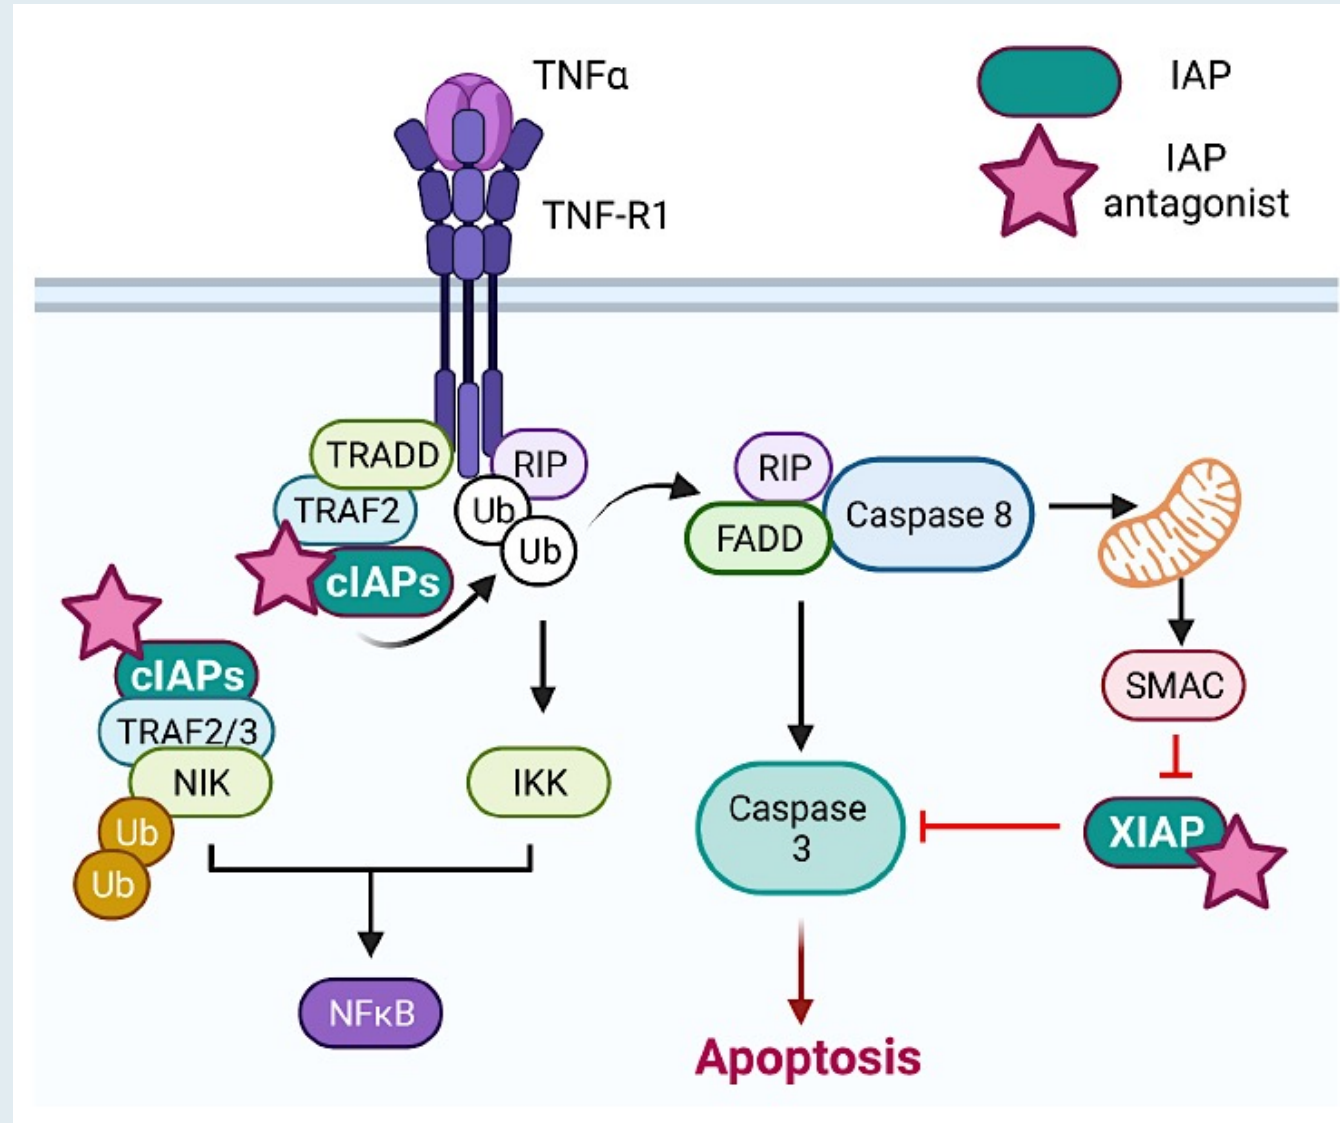 TNFα
IAP
IAP
antagonist
TNF-R1
TRADD
RIP
TRAF2
Ub
Ub
cIAPs
RIP
FADD
Caspase 8
cIAPs
TRAF2/3
NIK
Ub
Ub
IKK
SMAC
Caspase
3
XIAP
NFκB
Apoptosis